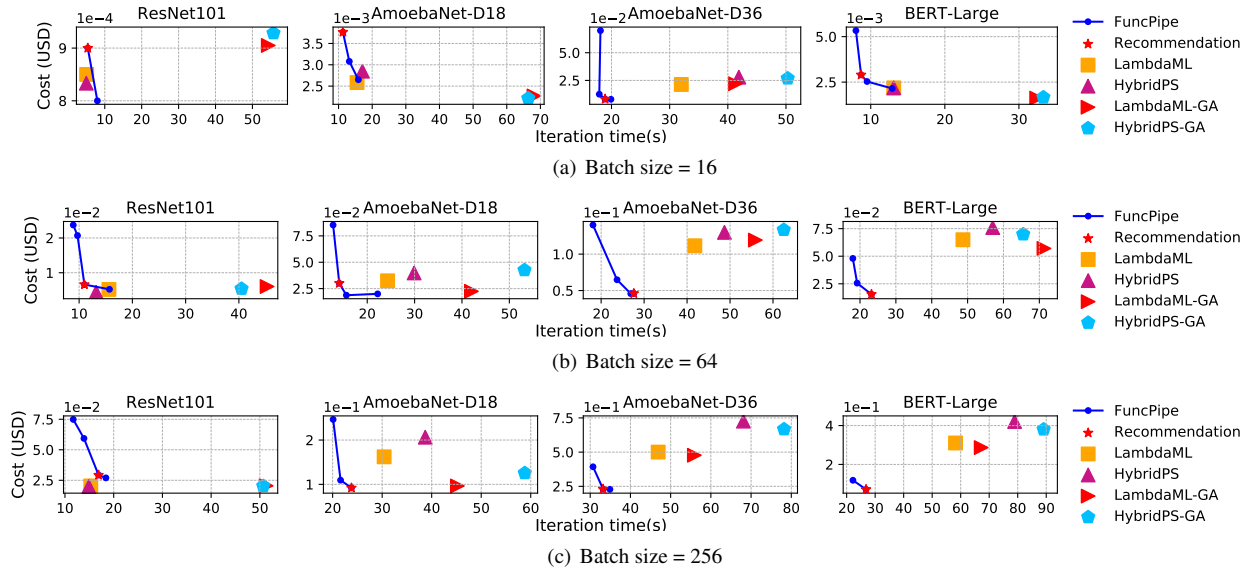 ResNet101 AmoebaNet-D18 AmoebaNet-D36 BERT-Large
1e−4 1e−3 1e−2 1e−3
Cost (USD)
9
8
3.5
3.0
2.5
5.0
2.5
5.0
2.5
10 20 30 40 50
10 20 30 40 50 60 70
20 30 40 50
10 20 30
Iteration time(s)
FuncPipe
Recommendation
LambdaML
HybridPS
LambdaML-GA
HybridPS-GA
(a) Batch size = 16
ResNet101 AmoebaNet-D18 AmoebaNet-D36 BERT-Large
1e−2 1e−2 1e−1 1e−2
Cost (USD)
2
1
7.5
5.0
2.5
1.0
0.5
7.5
5.0
2.5
10 20 30 40
20 30 40 50
20 30 40 50 60
20 30 40 50 60 70
Iteration time(s)
FuncPipe
Recommendation
LambdaML
HybridPS
LambdaML-GA
HybridPS-GA
(b) Batch size = 64
ResNet101 AmoebaNet-D18 AmoebaNet-D36 BERT-Large
1e−2 1e−1 1e−1 1e−1
Cost (USD)
7.5
5.0
2.5
2
1
7.5
5.0
2.5
4
2
10 20 30 40 50
20 30 40 50 60
30 40 50 60 70 80
20 30 40 50 60 70 80 90
Iteration time(s)
FuncPipe
Recommendation
LambdaML
HybridPS
LambdaML-GA
HybridPS-GA
(c) Batch size = 256